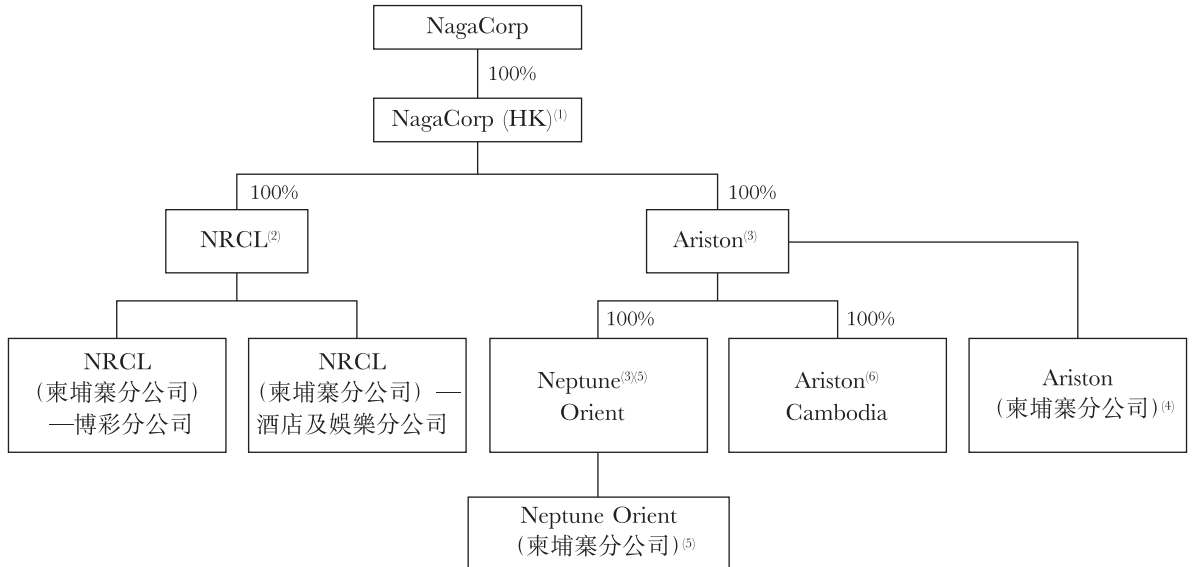 NagaCorp
100%
NagaCorp (HK)(1)
100%
100%
NRCL(2)
Ariston(3)
100%
100%
NRCL
（柬埔寨分公司）
—博彩分公司
NRCL
（柬埔寨分公司）—
酒店及娛樂分公司
Neptune(3)(5)
Orient
Ariston(6)
Cambodia
Ariston
（柬埔寨分公司）(4)
Neptune Orient
（柬埔寨分公司）(5)